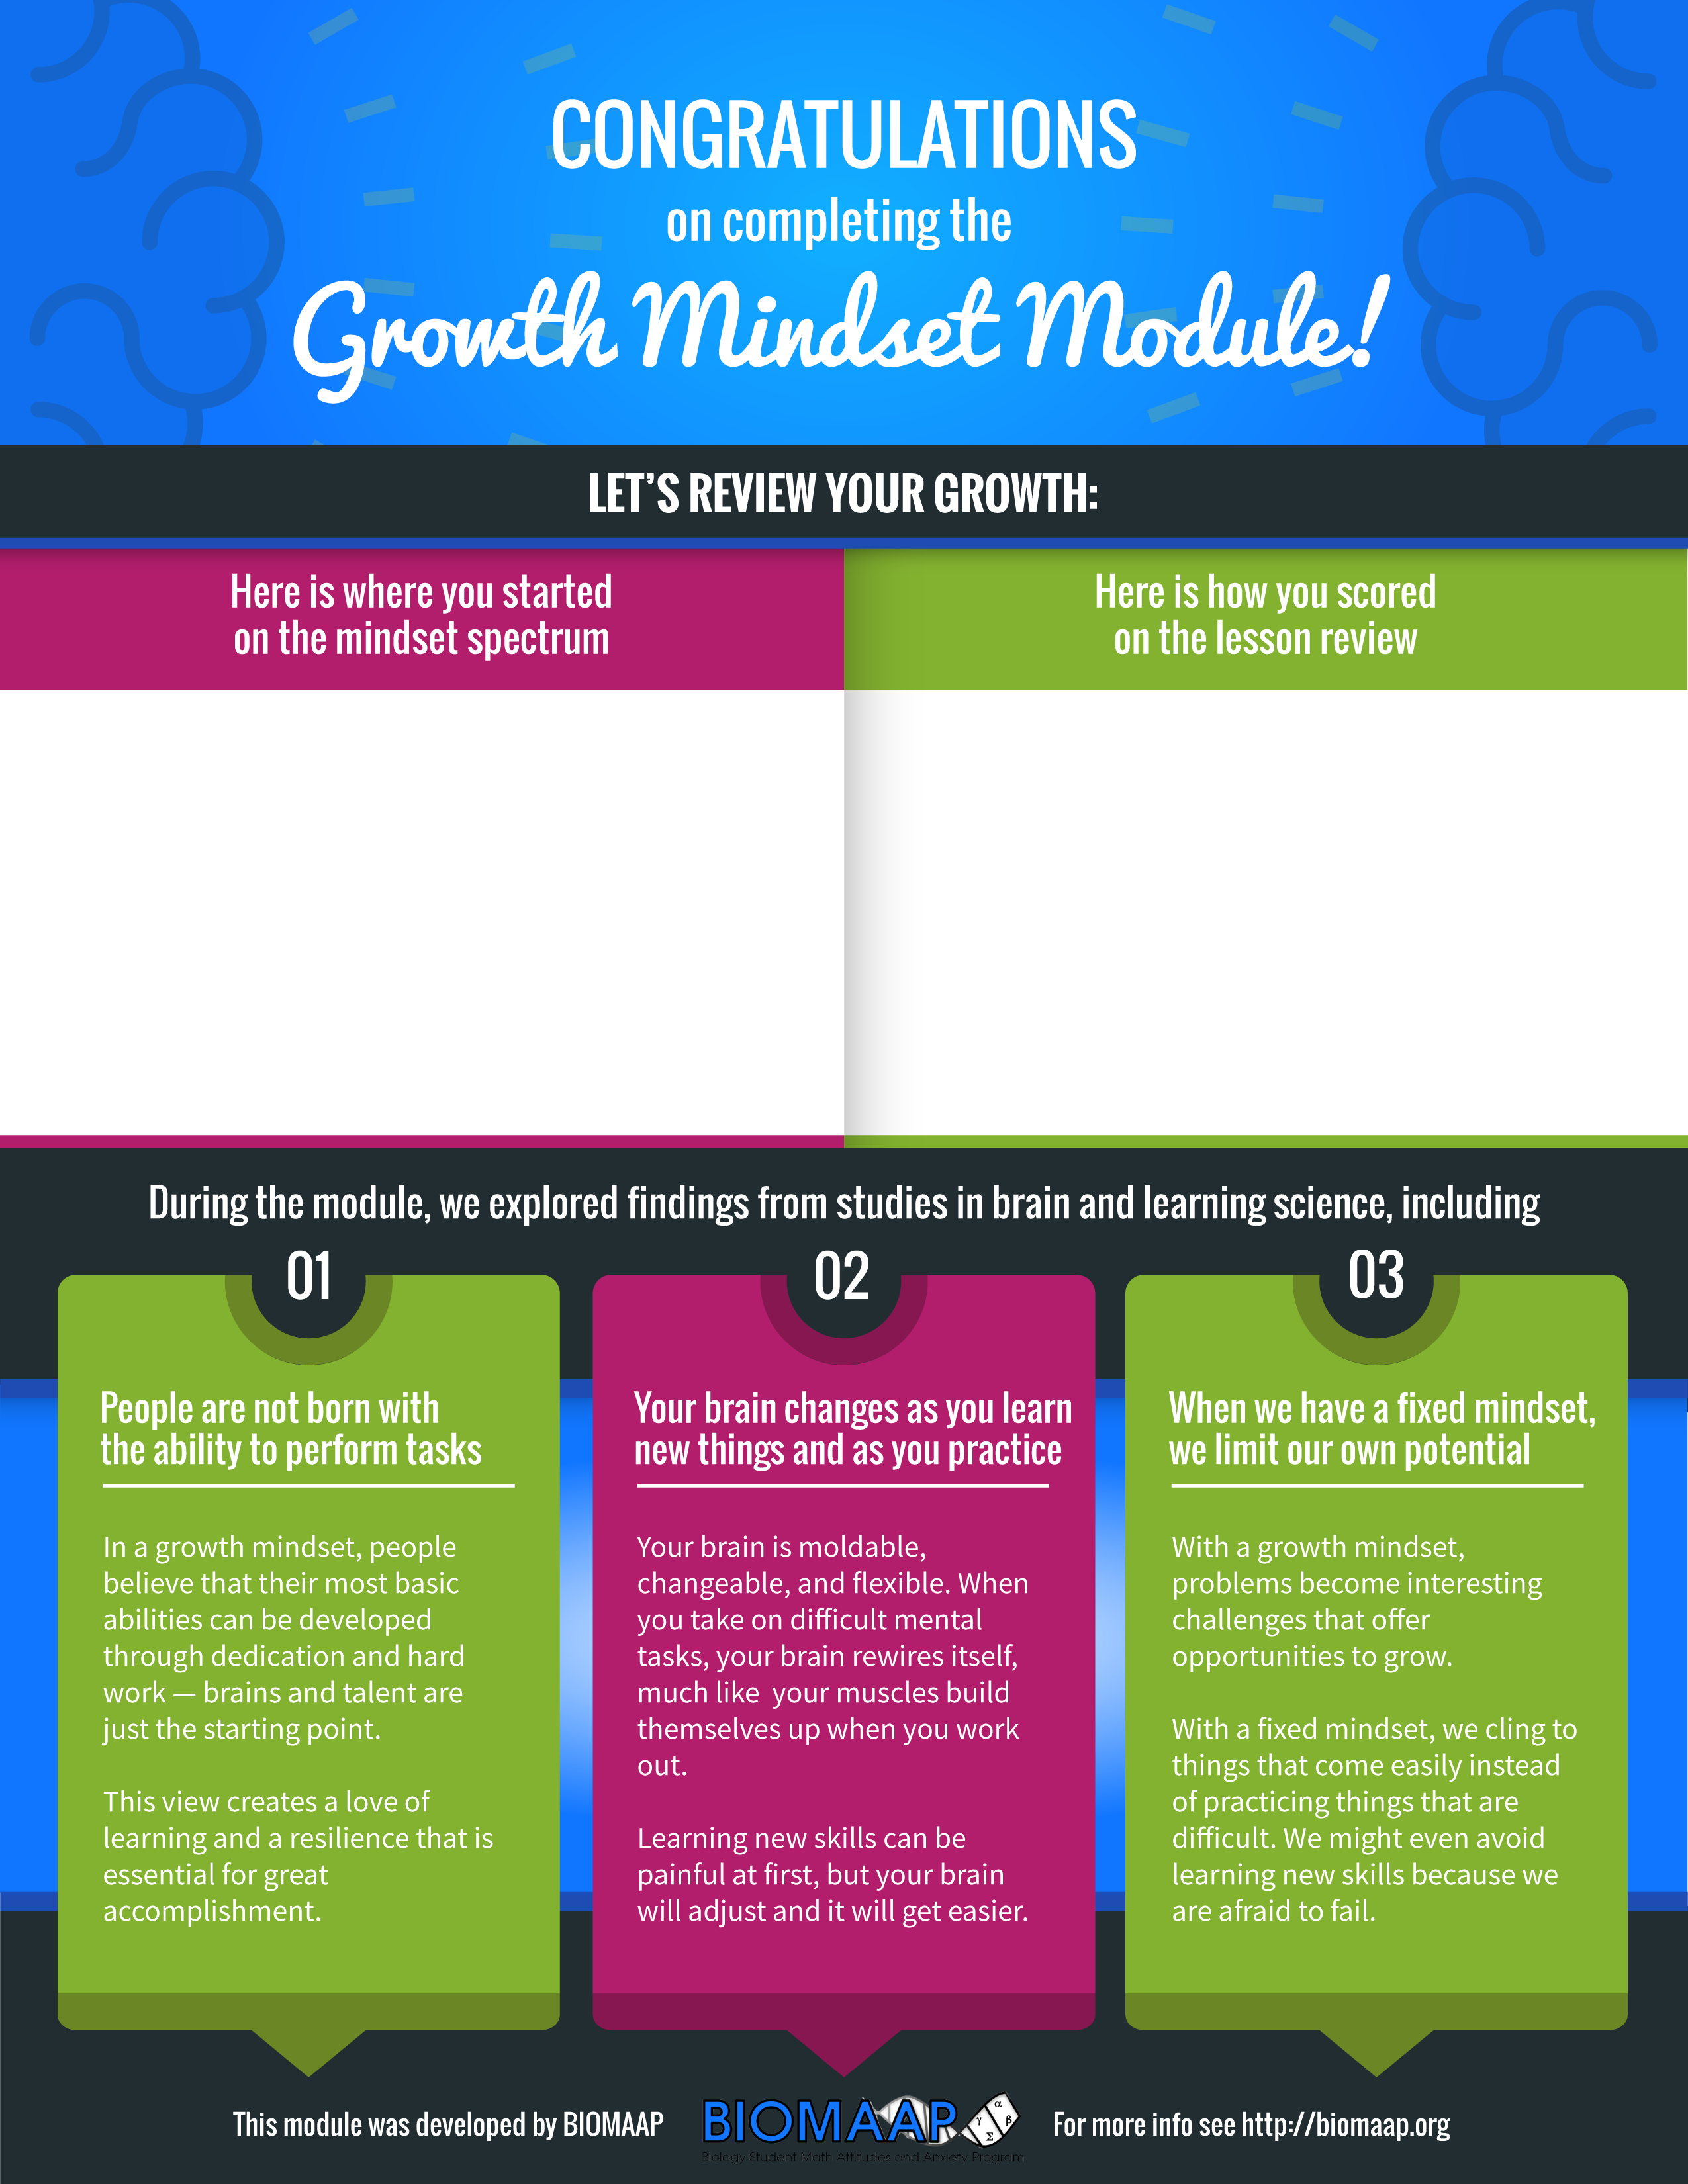 CONGRATULATIONS
on completing the
Growth Mindset Module!
LET’S REVIEW YOUR GROWTH:
Here is where you started
on the mindset spectrum
Here is how you scored
on the lesson review
During the module, we explored findings from studies in brain and learning science, including
01
People are not born with
the ability to perform tasks
In a growth mindset, people
believe that their most basic
abilities can be developed
through dedication and hard
work — brains and talent are
just the starting point.
This view creates a love of
learning and a resilience that is
essential for great
accomplishment.
02
Your brain changes as you learn
new things and as you practice
Your brain is moldable,
changeable, and flexible. When
you take on difficult mental
tasks, your brain rewires itself,
much like  your muscles build
themselves up when you work
out.
Learning new skills can be
painful at first, but your brain
will adjust and it will get easier.
03
When we have a fixed mindset,
we limit our own potential
With a growth mindset,
problems become interesting
challenges that offer
opportunities to grow.
With a fixed mindset, we cling to
things that come easily instead
of practicing things that are
difficult. We might even avoid
learning new skills because we
are afraid to fail.
This module was developed by BIOMAAP
BIOMAAP
α
γ β
Σ
Biology Student Math Attitudes and Anxiety Program
For more info see http://biomaap.org